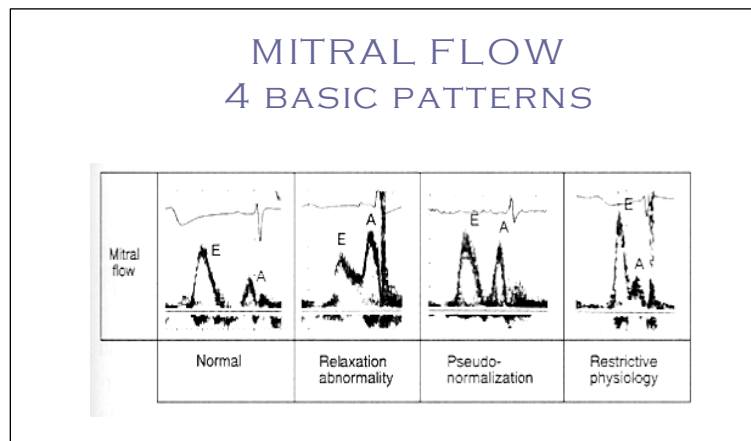 MITRAL FLOW
4 BASIC PATTERNS
E
A
E
A
E
A
E
A
Mitral
flow
Normal
Relaxation
abnormality
Pseudo-
normalization
Restrictive
physiology